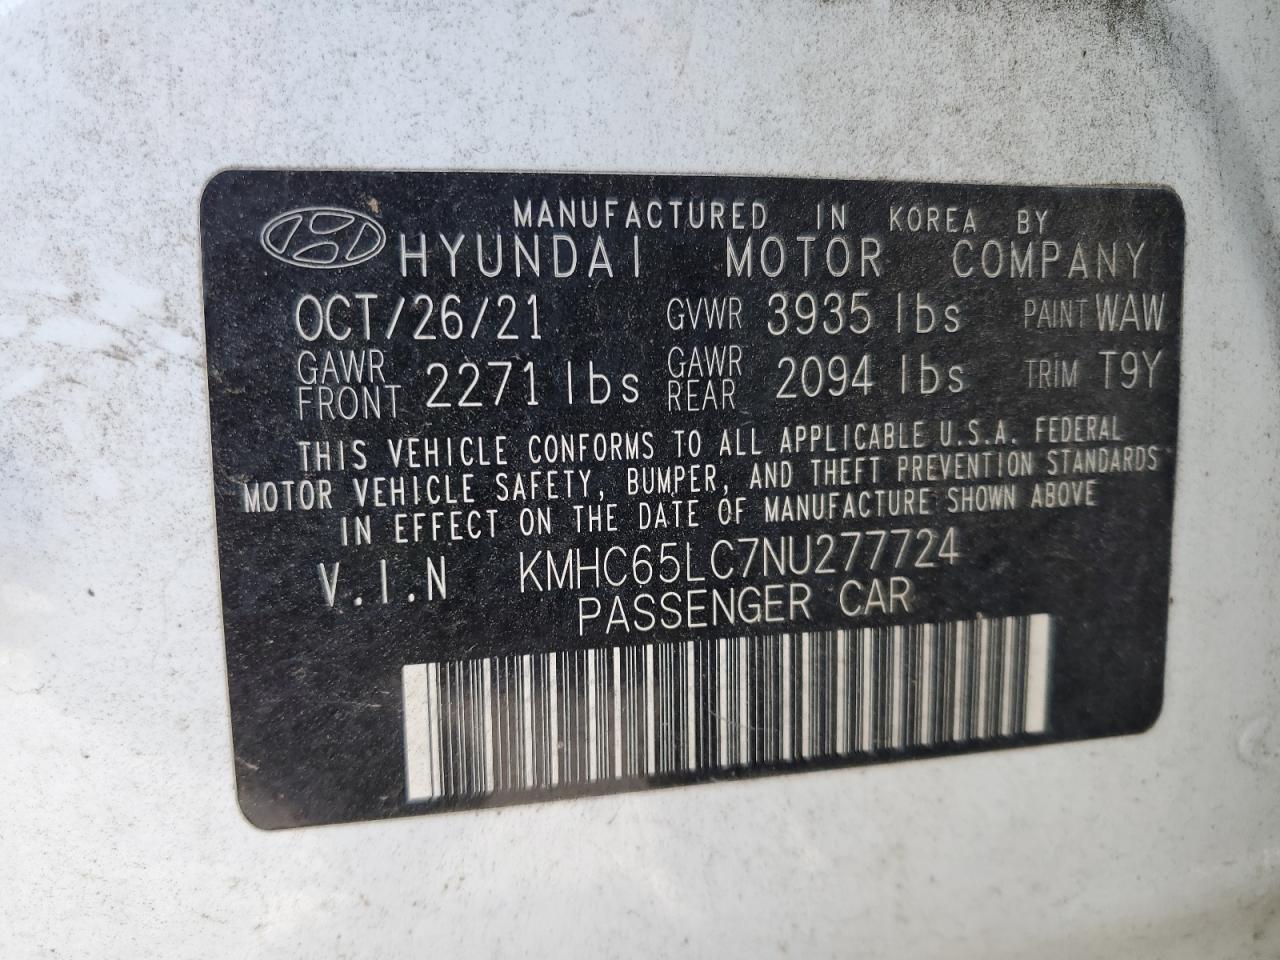 MANUFACTURED IN KOREA BY
HYUNDAI MOTOR COMPANY
OCT/26/21 GVWR 3935 lbs PAINT WAW
GAWR FRONT 2271 lbs GAWR REAR 2094 lbs TRIM T9Y
THIS VEHICLE CONFORMS TO ALL APPLICABLE U.S.A. FEDERAL
MOTOR VEHICLE SAFETY, BUMPER, AND THEFT PREVENTION STANDARDS
IN EFFECT ON THE DATE OF MANUFACTURE SHOWN ABOVE
V.I.N KMHC65LC7NU277724
PASSENGER CAR